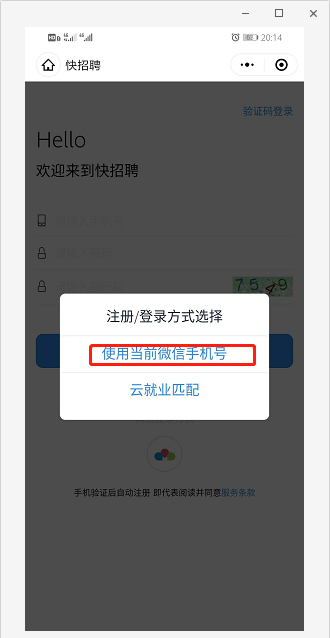 20:14
快招聘
验证码登录
Hello
欢迎来到快招聘
注册/登录方式选择
使用当前微信手机号
云就业匹配
手机验证后自动注册 即代表阅读并同意服务条款